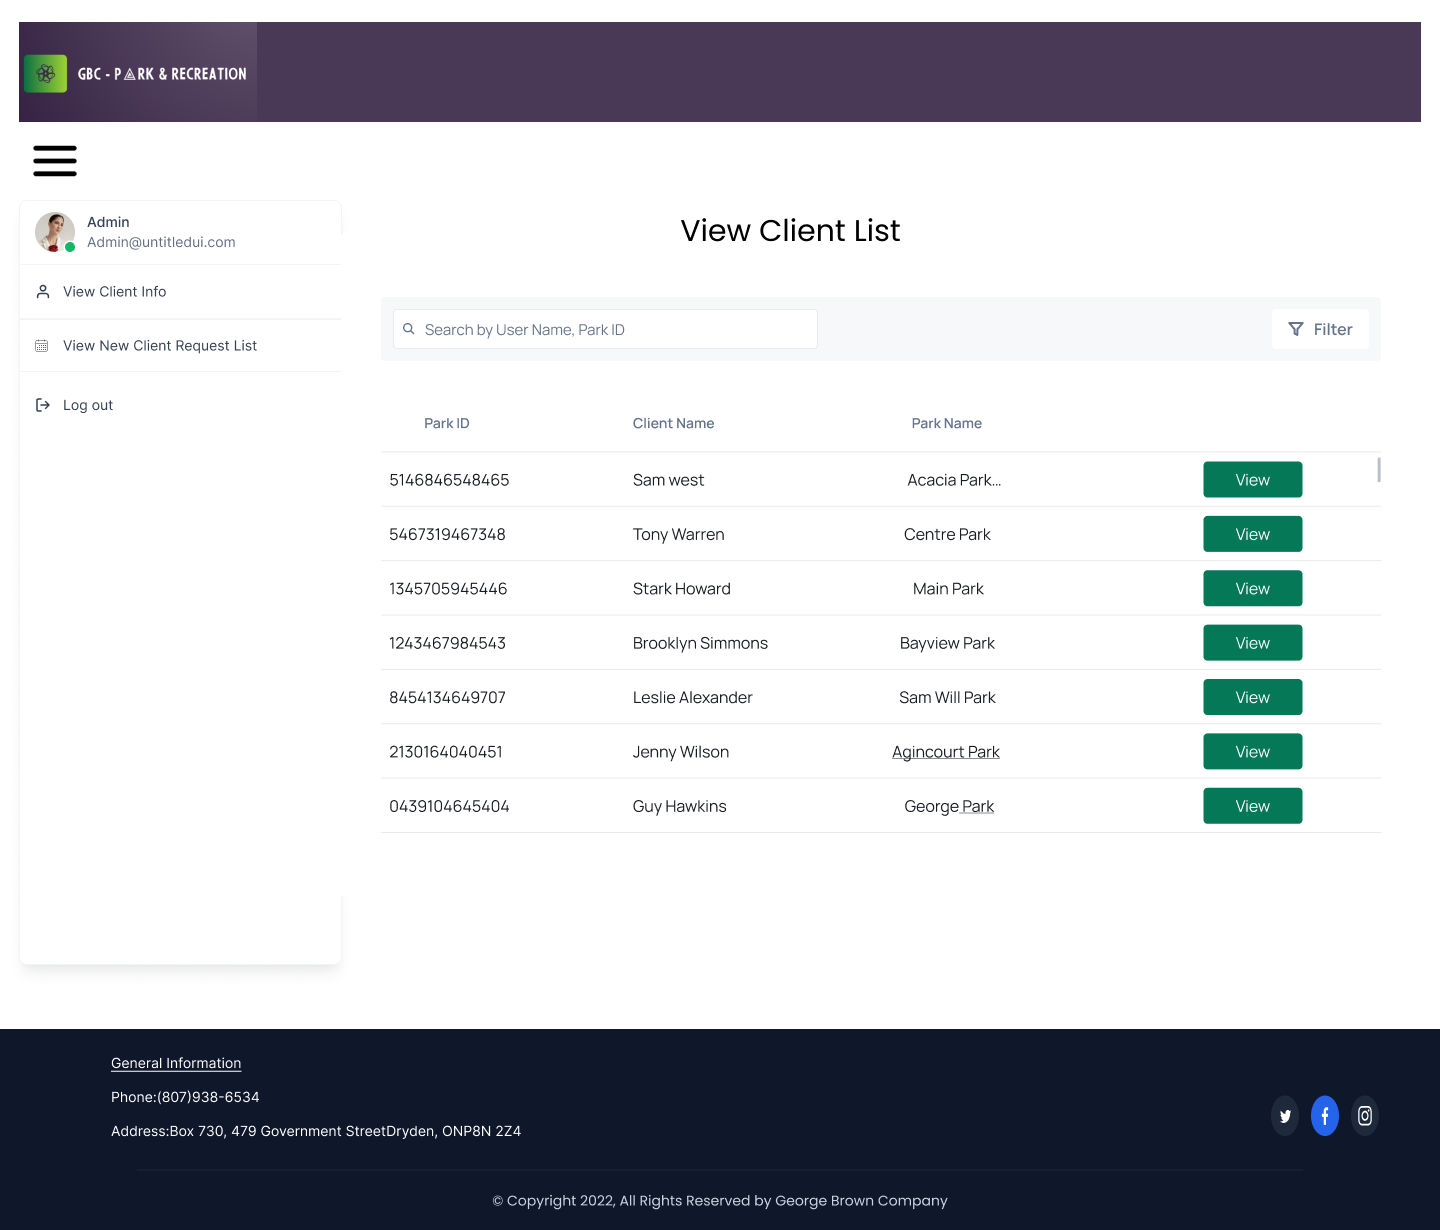 GBC - PARK & RECREATION
Admin
Admin@untitledui.com
View Client Info
View New Client Request List
Log out
View Client List
Search by User Name, Park ID
Filter
Park ID Client Name Park Name
5146846548465 Sam west Acacia Park... View
5467319467348 Tony Warren Centre Park View
1345705945446 Stark Howard Main Park View
1243467984543 Brooklyn Simmons Bayview Park View
8454134649707 Leslie Alexander Sam Will Park View
2130164040451 Jenny Wilson Agincourt Park View
0439104645404 Guy Hawkins George Park View
General Information
Phone:(807)938-6534
Address:Box 730, 479 Government StreetDryden, ONP8N 2Z4
© Copyright 2022, All Rights Reserved by George Brown Company